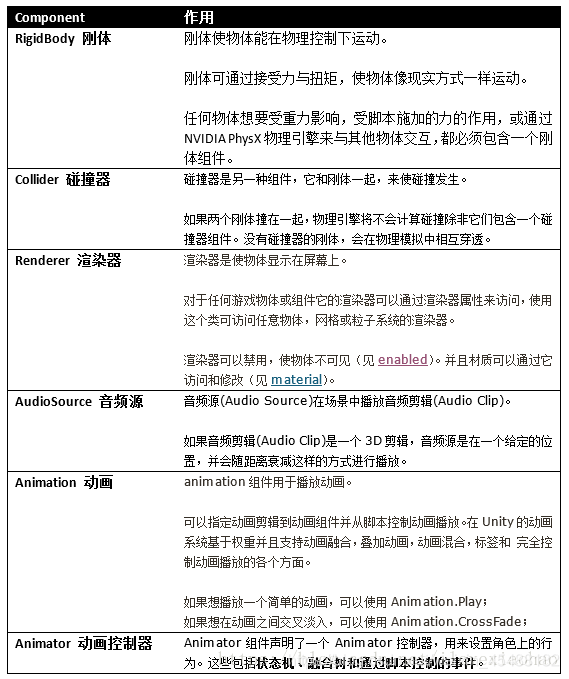 Component 作用
RigidBody 刚体 刚体使物体能在物理控制下运动。
刚体可通过接受力与扭矩，使物体像现实方式一样运动。
任何物体想要受重力影响，受脚本施加的力的作用，或通过
NVIDIA PhysX 物理引擎来与其他物体交互，都必须包含一个刚
体组件。
Collider 碰撞器 碰撞器是另一种组件，它和刚体一起，来使碰撞发生。
如果两个刚体撞在一起，物理引擎将不会计算碰撞除非它们包含一个碰
撞器组件。没有碰撞器的刚体，会在物理模拟中相互穿透。
Renderer 渲染器 渲染器是使物体显示在屏幕上。
对于任何游戏物体或组件它的渲染器可以通过渲染器属性来访问，使用
这个类可访问任意物体，网格或粒子系统的渲染器。
渲染器可以禁用，使物体不可见（见 enabled）。并且材质可以通过它
访问和修改（见 material）。
AudioSource 音频源 音频源(Audio Source)在场景中播放音频剪辑(Audio Clip)。
如果音频剪辑(Audio Clip)是一个 3D 剪辑，音频源是在一个给定的位
置，并会随距离衰减这样的方式进行播放。
Animation 动画 animation 组件用于播放动画。
可以指定动画剪辑到动画组件并从脚本控制动画播放。在 Unity 的动画
系统基于权重并且支持动画融合，叠加动画，动画混合，标签和 完全控
制动画播放的各个方面。
如果想播放一个简单的动画，可以使用 Animation.Play；
如果想在动画之间交叉淡入，可以使用 Animation.CrossFade；
Animator 动画控制器 Animator 组件声明了一个 Animator 控制器，用来设置角色上的行
为。这些包括状态机、融合树和通过脚本控制的事件。